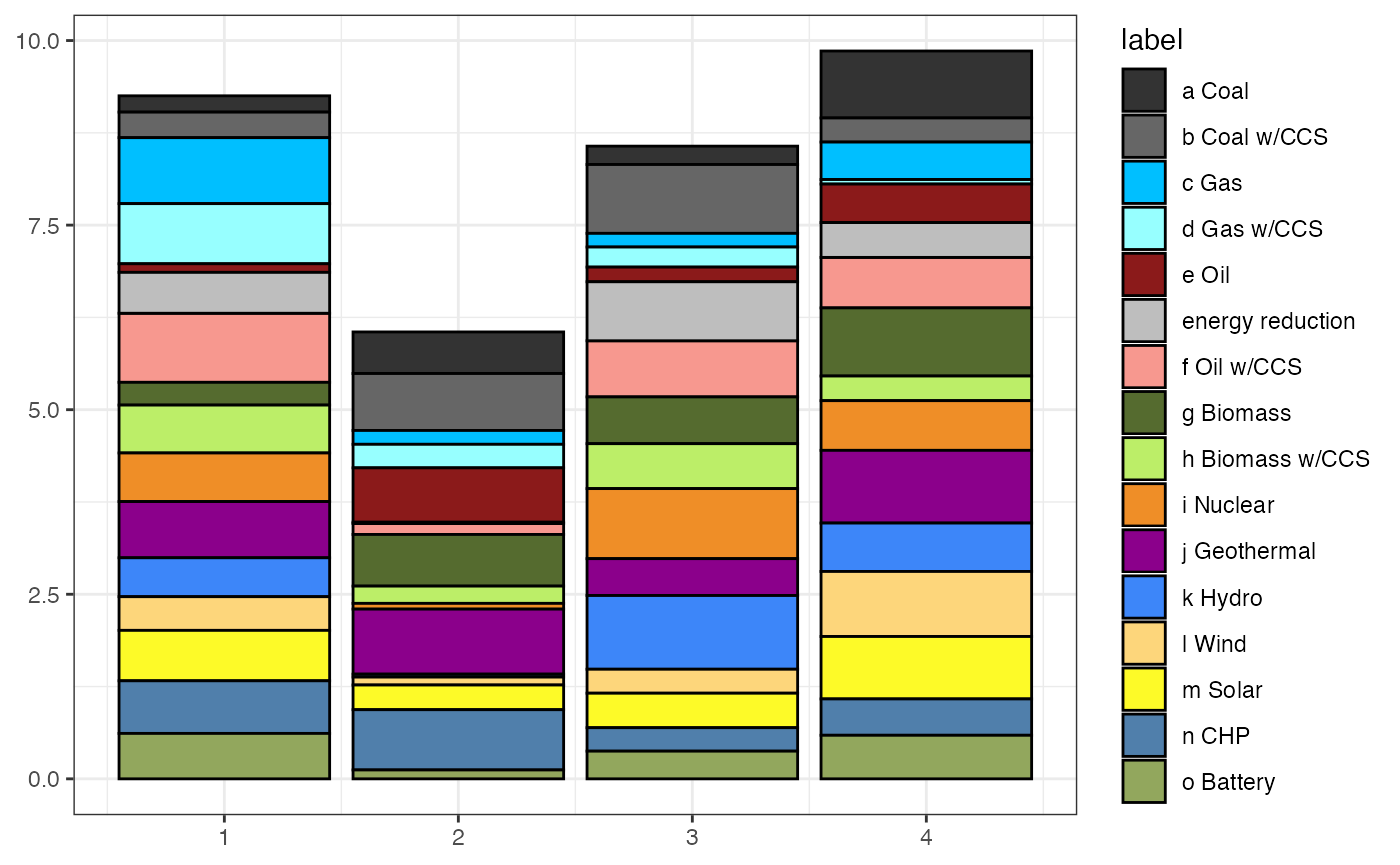 10.0
7.5
5.0
2.5
0.0
1
2
3
4
label
a Coal
b Coal w/CCS
c Gas
d Gas w/CCS
e Oil
energy reduction
f Oil w/CCS
g Biomass
h Biomass w/CCS
i Nuclear
j Geothermal
k Hydro
l Wind
m Solar
n CHP
o Battery